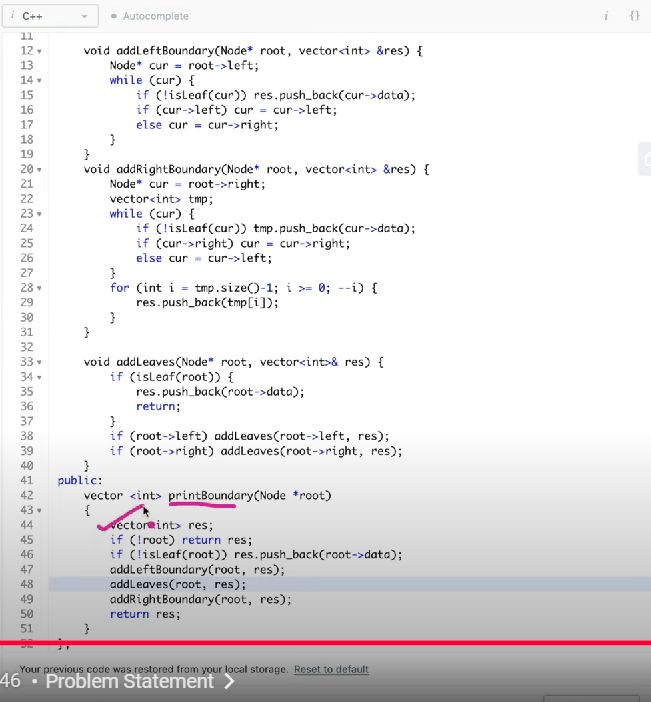 i C++ Autocomplete i {}
11
12 void addLeftBoundary(Node* root, vector<int> &res) {
13 Node* cur = root->left;
14 while (cur) {
15 if (!isLeaf(cur)) res.push_back(cur->data);
16 if (cur->left) cur = cur->left;
17 else cur = cur->right;
18 }
19 }
20 void addRightBoundary(Node* root, vector<int> &res) {
21 Node* cur = root->right;
22 vector<int> tmp;
23 while (cur) {
24 if (!isLeaf(cur)) tmp.push_back(cur->data);
25 if (cur->right) cur = cur->right;
26 else cur = cur->left;
27 }
28 for (int i = tmp.size()-1; i >= 0; --i) {
29 res.push_back(tmp[i]);
30 }
31 }
32
33 void addLeaves(Node* root, vector<int>& res) {
34 if (isLeaf(root)) {
35 res.push_back(root->data);
36 return;
37 }
38 if (root->left) addLeaves(root->left, res);
39 if (root->right) addLeaves(root->right, res);
40 }
41 public:
42 vector <int> printBoundary(Node *root)
43 {
44 vector<int> res;
45 if (!root) return res;
46 if (!isLeaf(root)) res.push_back(root->data);
47 addLeftBoundary(root, res);
48 addLeaves(root, res);
49 addRightBoundary(root, res);
50 return res;
51 }
52 };
Your previous code was restored from your local storage. Reset to default
46 • Problem Statement >